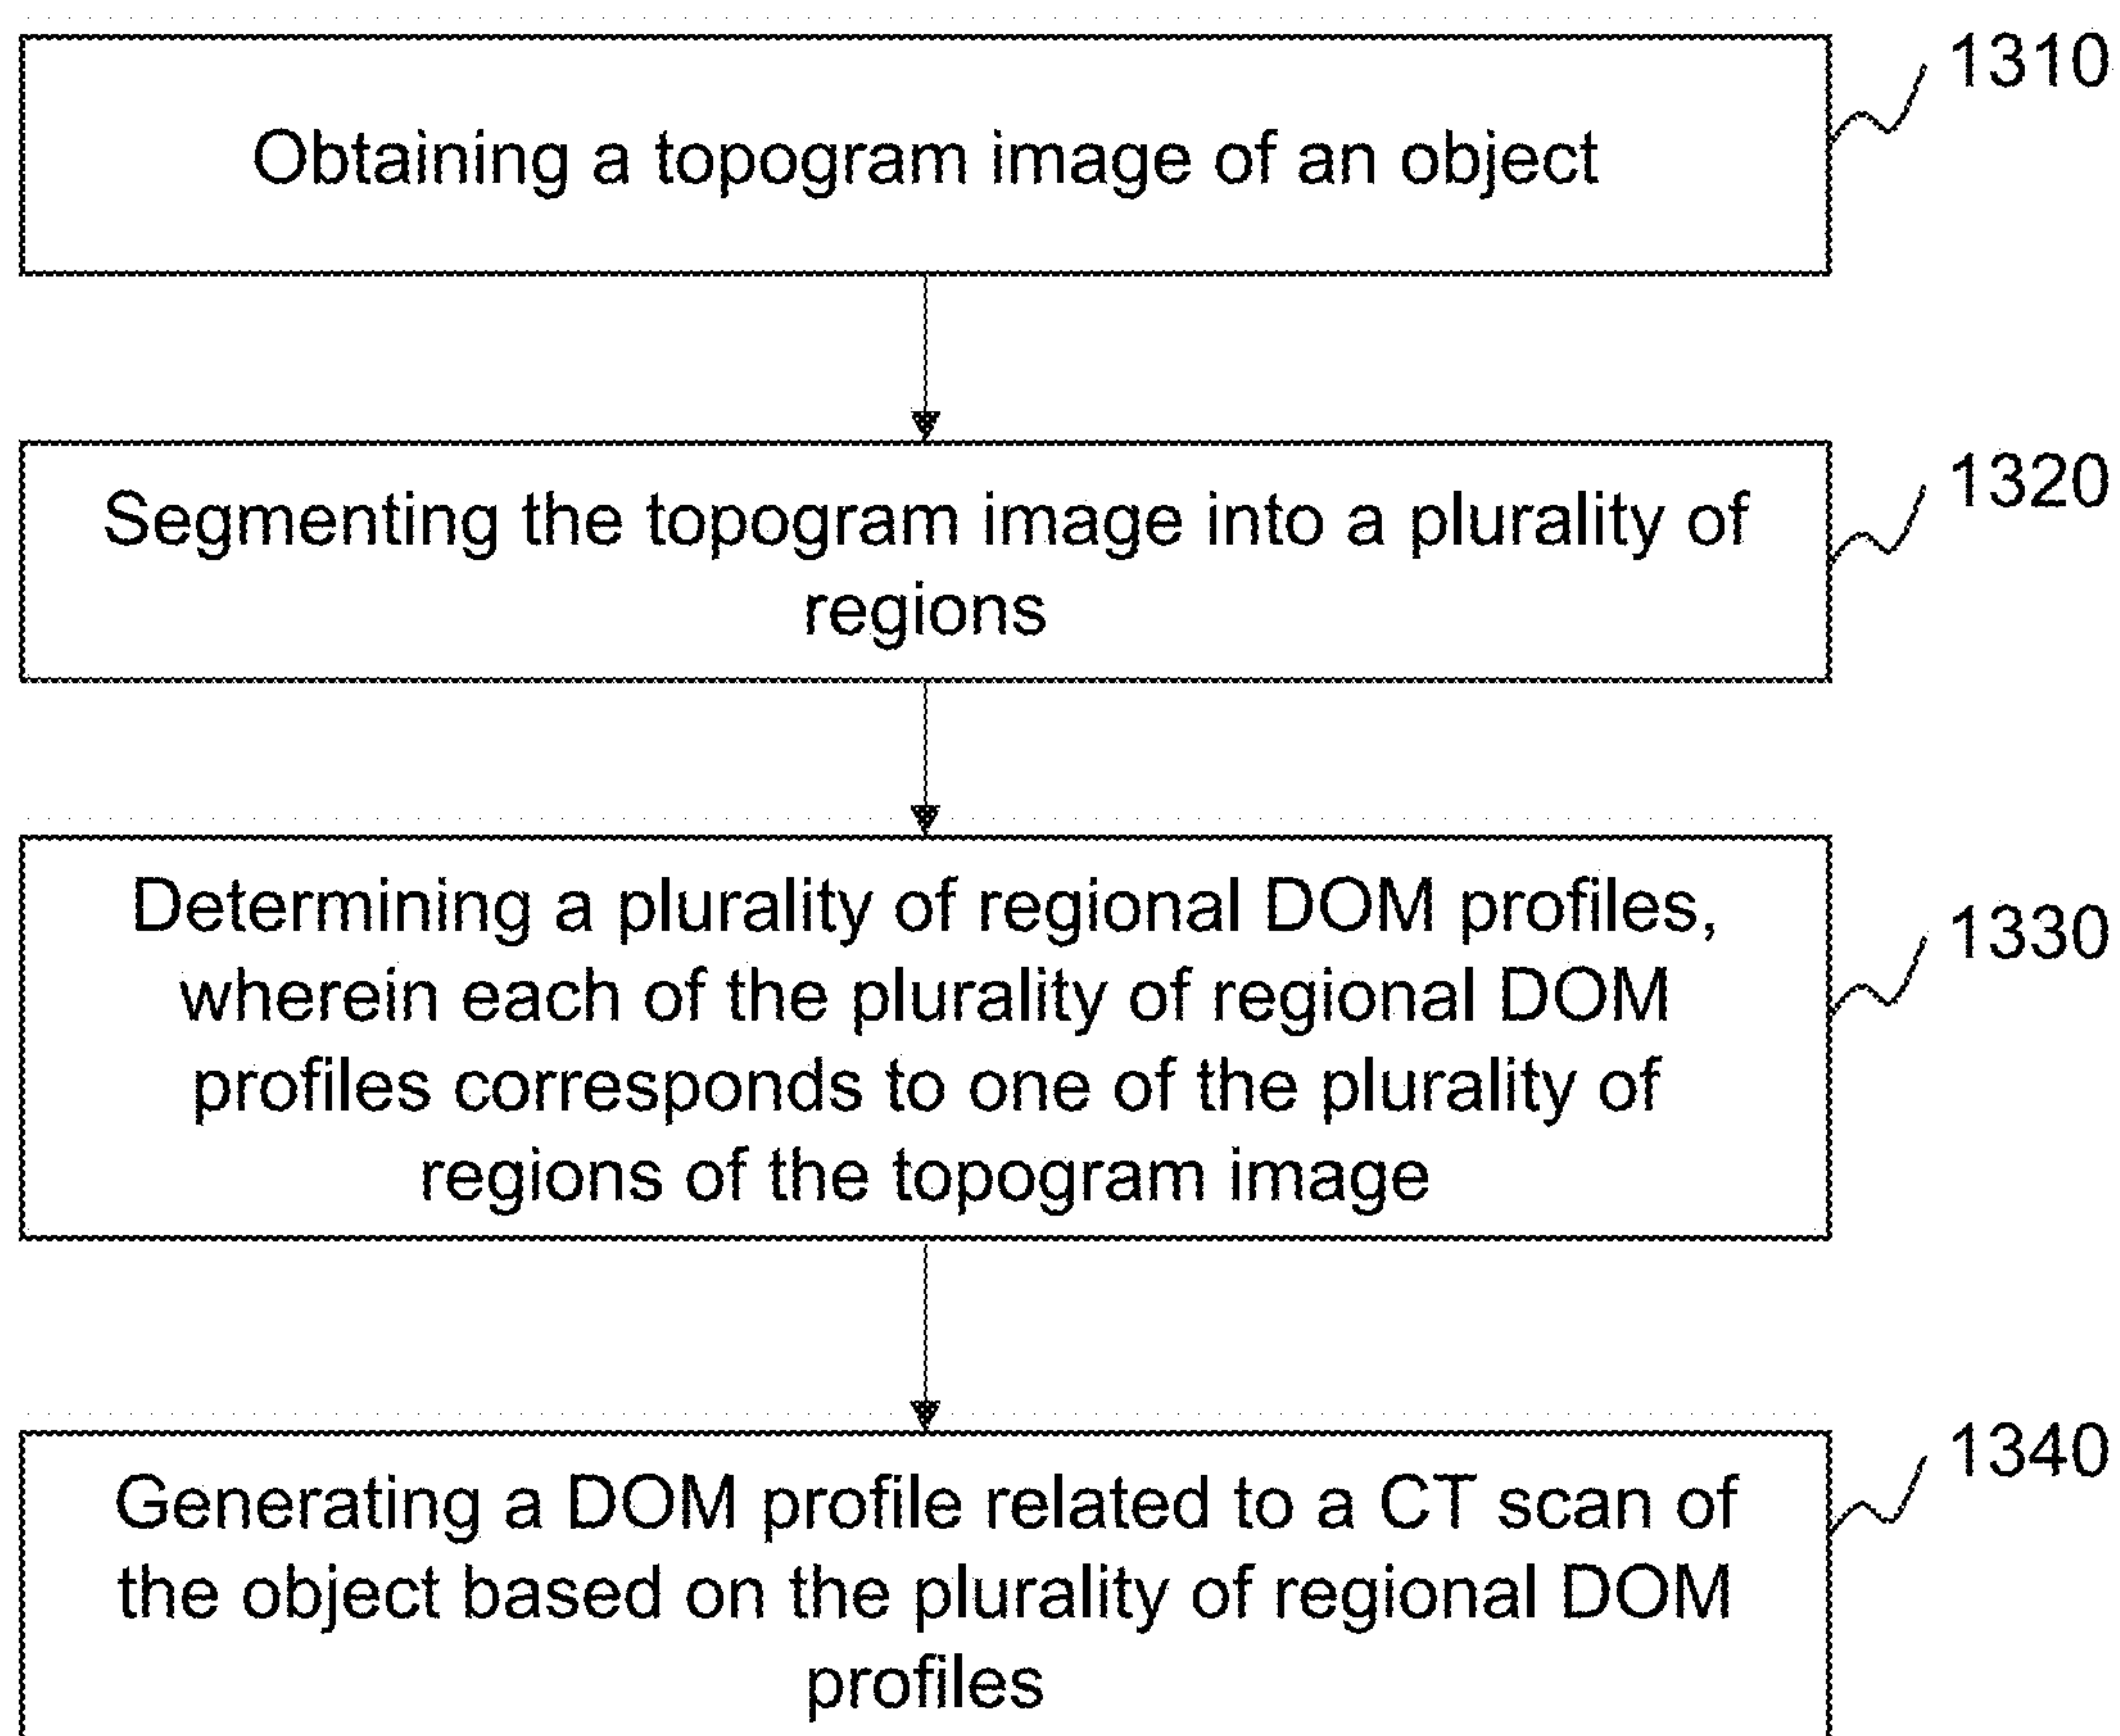 1310
Obtaining a topogram image of an object
1320
Segmenting the topogram image into a plurality of
regions
1330
Determining a plurality of regional DOM profiles,
wherein each of the plurality of regional DOM
profiles corresponds to one of the plurality of
regions of the topogram image
1340
Generating a DOM profile related to a CT scan of
the object based on the plurality of regional DOM
profiles